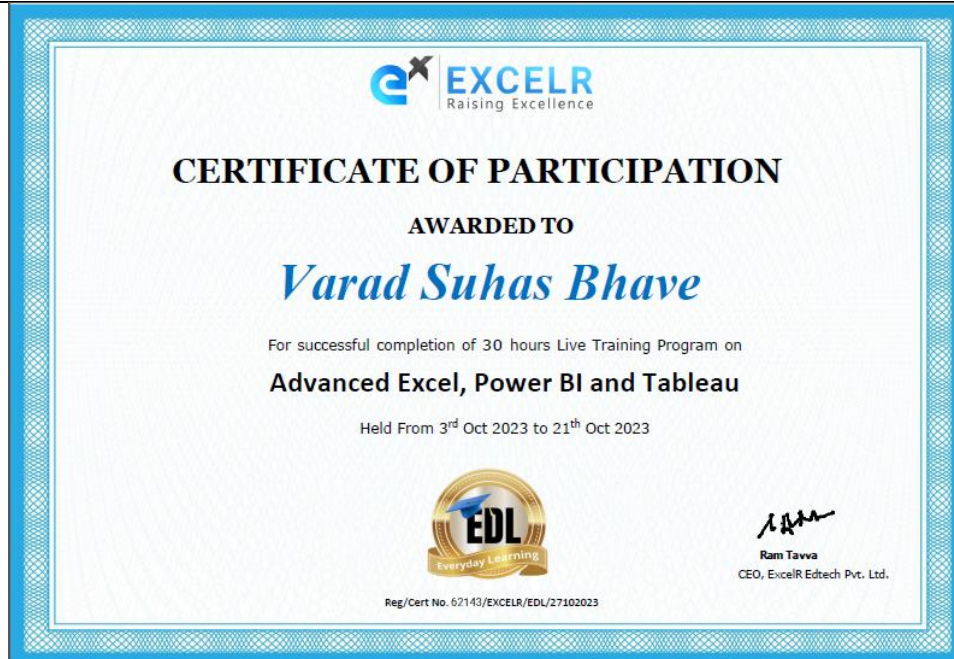 EXCELR
Raising Excellence
CERTIFICATE OF PARTICIPATION
AWARDED TO
Varad Suhas Bhave
For successful completion of 30 hours Live Training Program on
Advanced Excel, Power BI and Tableau
Held From 3rd Oct 2023 to 21th Oct 2023
EDL
Everyday Learning
Ram Tavva
CEO, ExcelR Edtech Pvt. Ltd.
Reg/Cert No. 62143/EXCELR/EDL/27102023